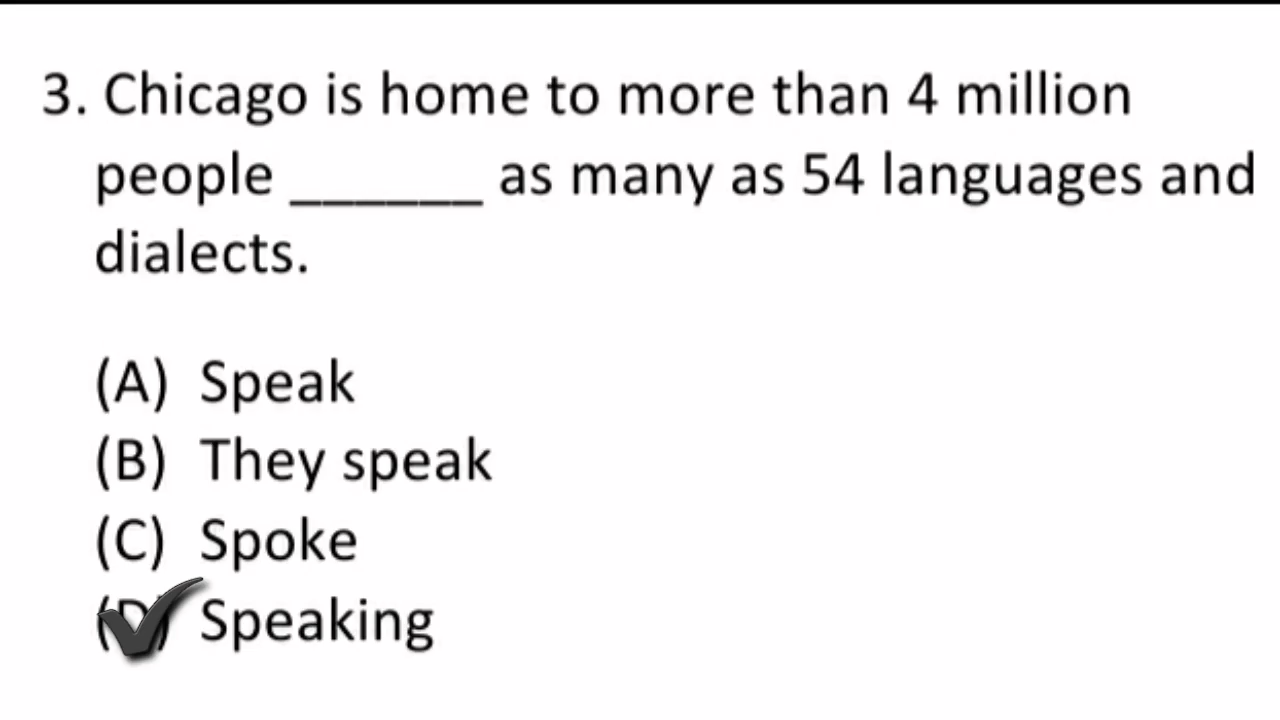 3. Chicago is home to more than 4 million
people ______ as many as 54 languages and
dialects.
(A) Speak
(B) They speak
(C) Spoke
(D) Speaking